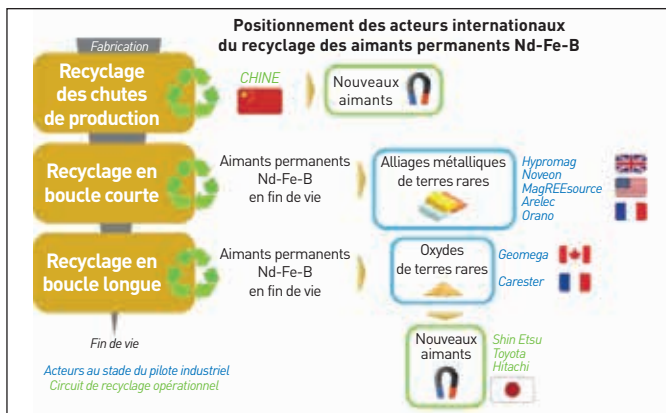 Positionnement des acteurs internationaux
du recyclage des aimants permanents Nd-Fe-B
Fabrication
Recyclage
des chutes
de production
CHINE
Nouveaux
aimants
Recyclage en
boucle courte
Aimants permanents
Nd-Fe-B
en fin de vie
Alliages métalliques
de terres rares
Hypromag
Noveon
MagREEsource
Arelec
Orano
Recyclage en
boucle longue
Aimants permanents
Nd-Fe-B
en fin de vie
Oxydes
de terres rares
Geomega
Carester
Fin de vie
Nouveaux
aimants
Shin Etsu
Toyota
Hitachi
Acteurs au stade du pilote industriel
Circuit de recyclage opérationnel